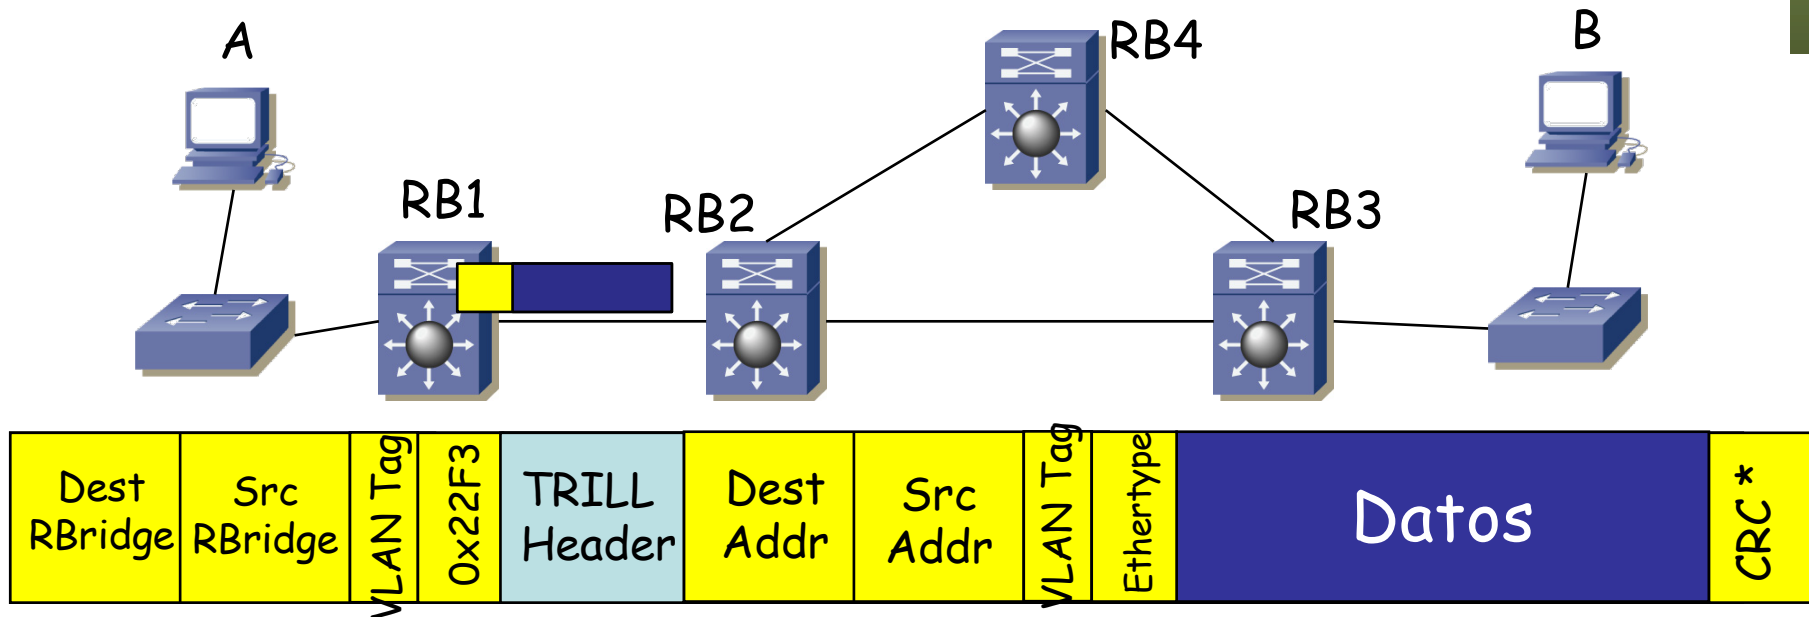 A
RB4
B
RB1
RB2
RB3
Dest
RBridge
Src
RBridge
VLAN Tag
0x22F3
TRILL
Header
Dest
Addr
Src
Addr
VLAN Tag
Ethertype
Datos
CRC *